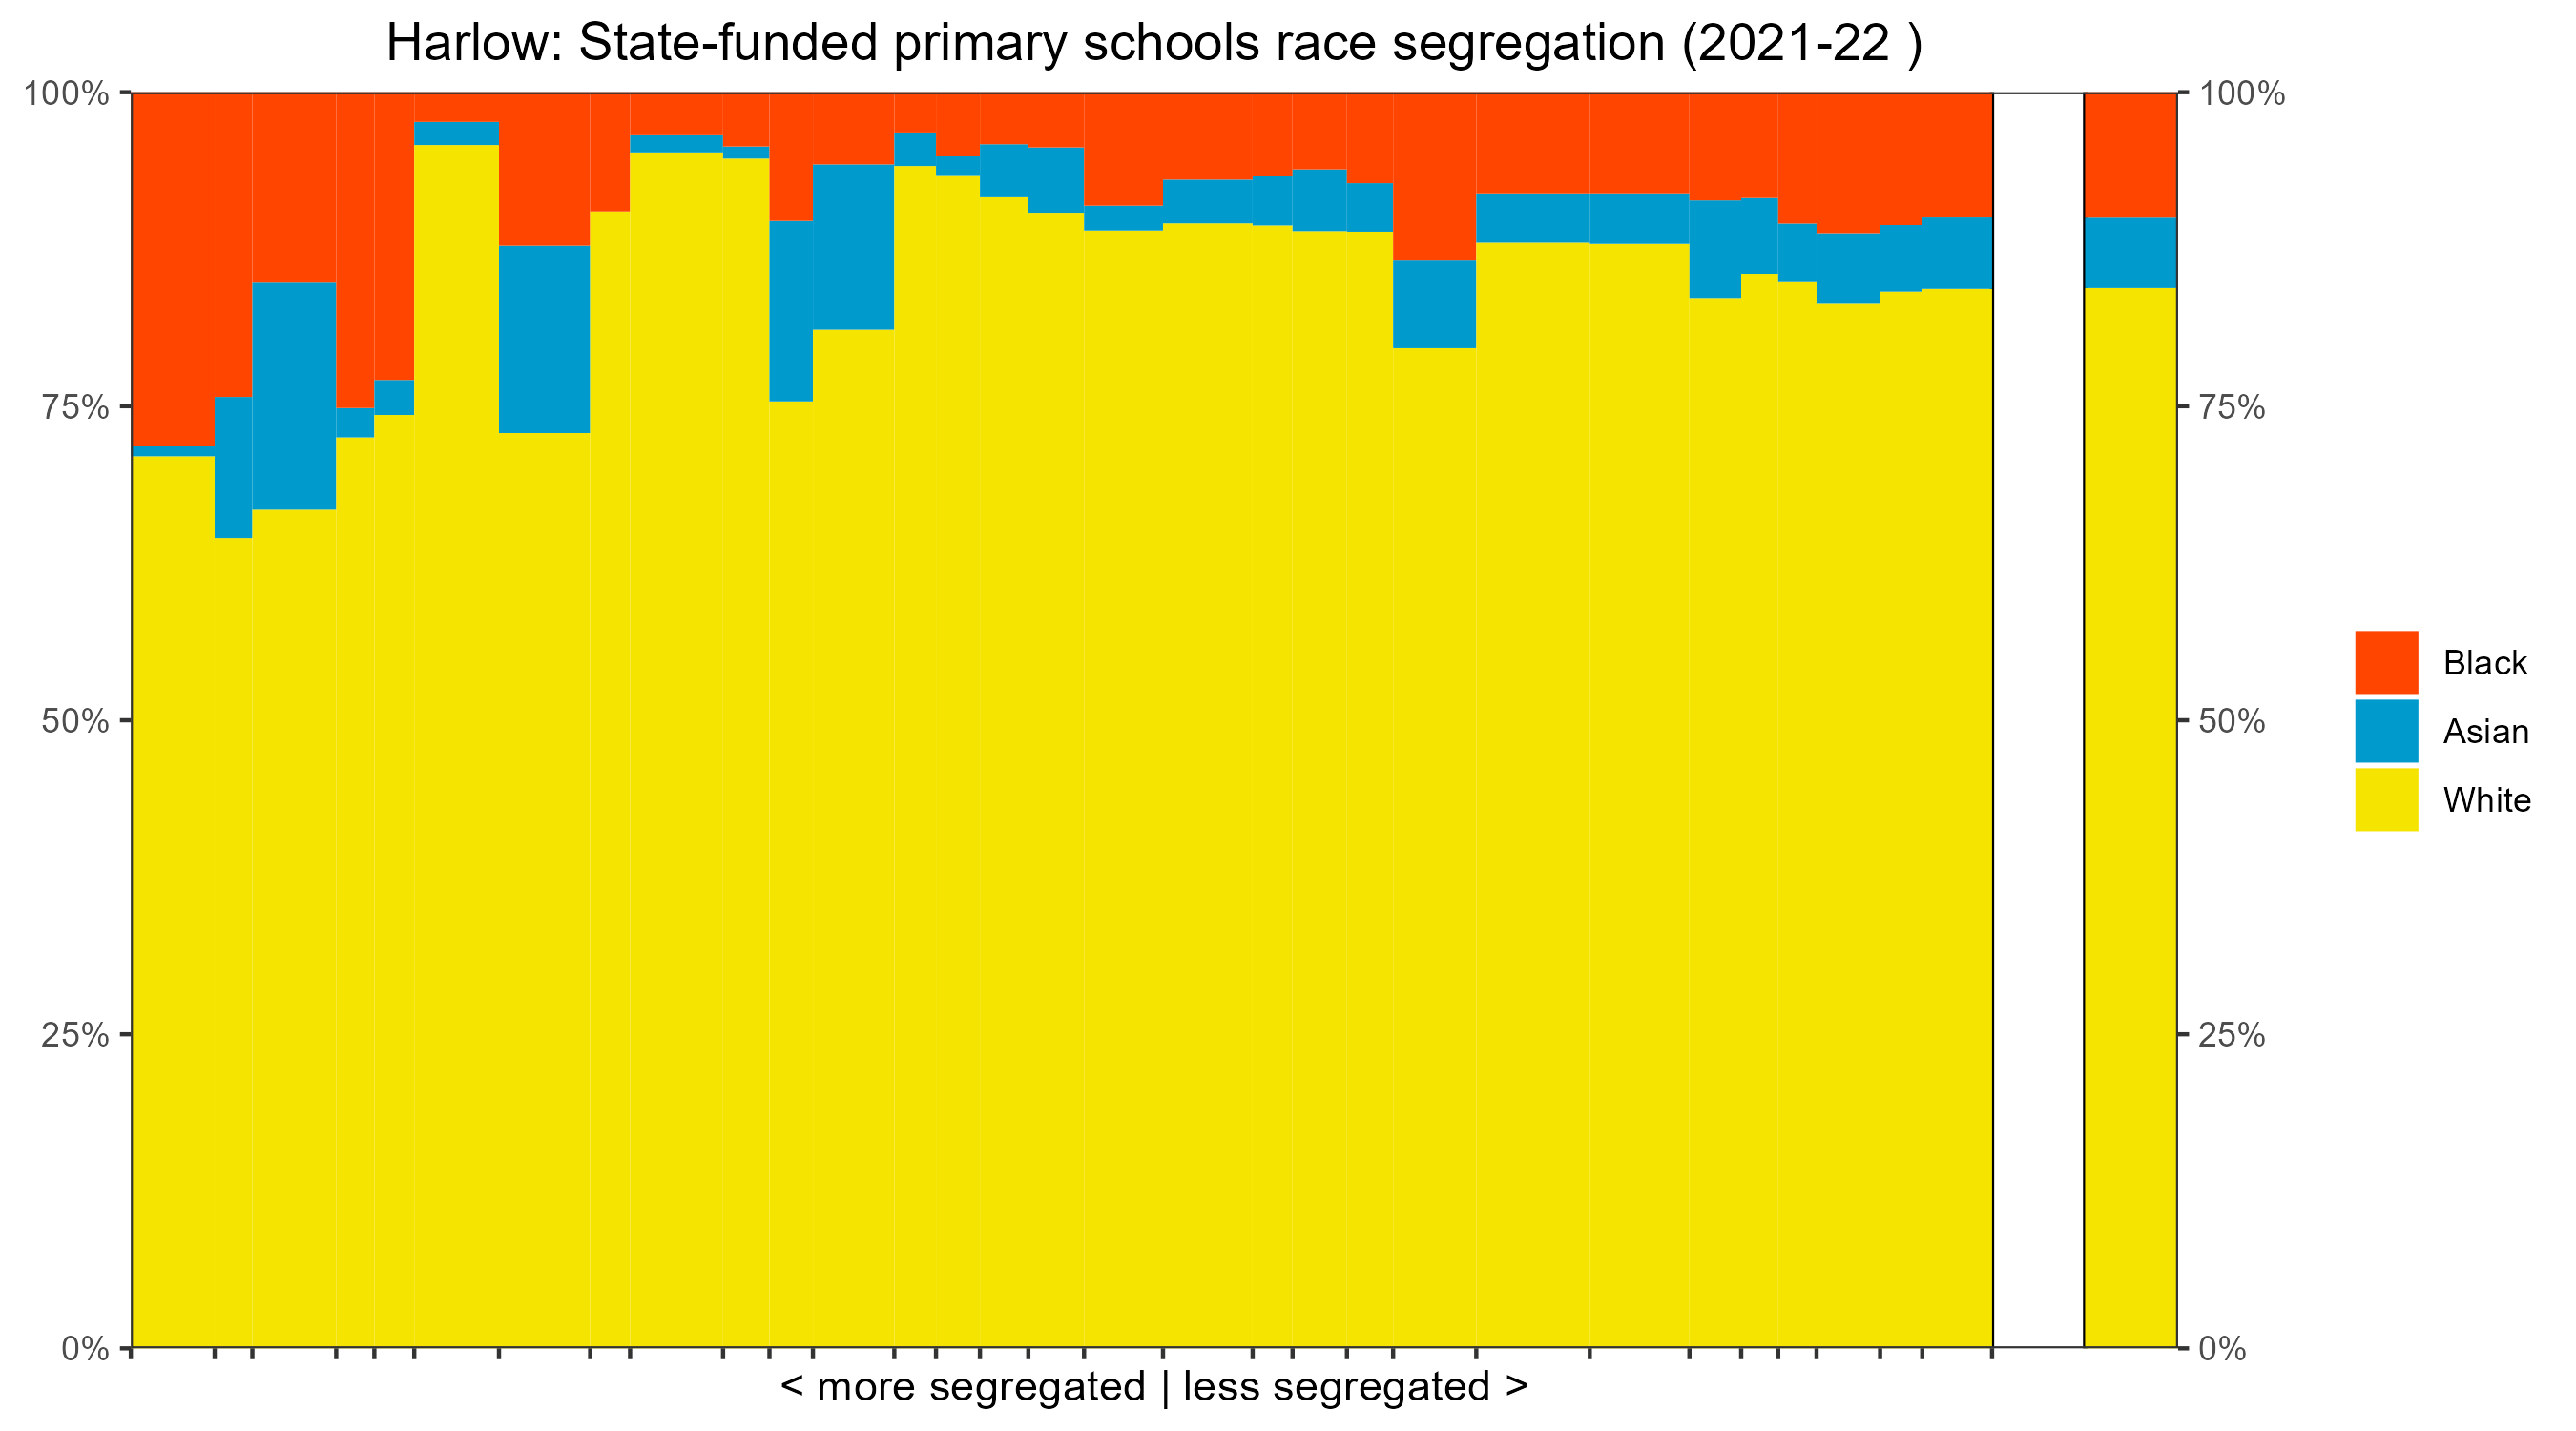 Harlow: State-funded primary schools race segregation (2021-22 )
100%
75%
50%
25%
0%
100%
75%
50%
25%
0%
Black
Asian
White
< more segregated | less segregated >